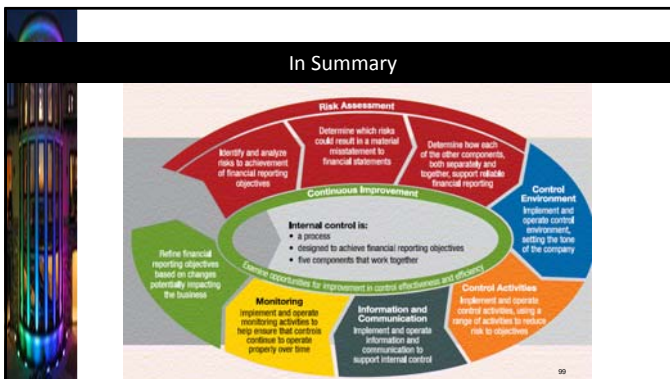 In Summary
Risk Assessment
Identify and analyze
risks to achievement
of financial reporting
objectives
Determine which risks
could result in a material
misstatement to
financial statements
Determine how each
of the other components,
both separately and
together, support reliable
financial reporting
Control
Environment
Implement and
operate control
environment,
setting the tone
of the company
Continuous Improvement
Internal control is:
• a process
• designed to achieve financial reporting objectives
• five components that work together
Examine opportunities for improvement in control effectiveness and efficiency
Control Activities
Implement and operate
control activities, using a
range of activities to reduce
risk to objectives
Information and
Communication
Implement and operate
information and
communication to
support internal control
Monitoring
Implement and operate
monitoring activities to
help ensure that controls
continue to operate
properly over time
Refine financial
reporting objectives
based on changes
potentially impacting
the business
99